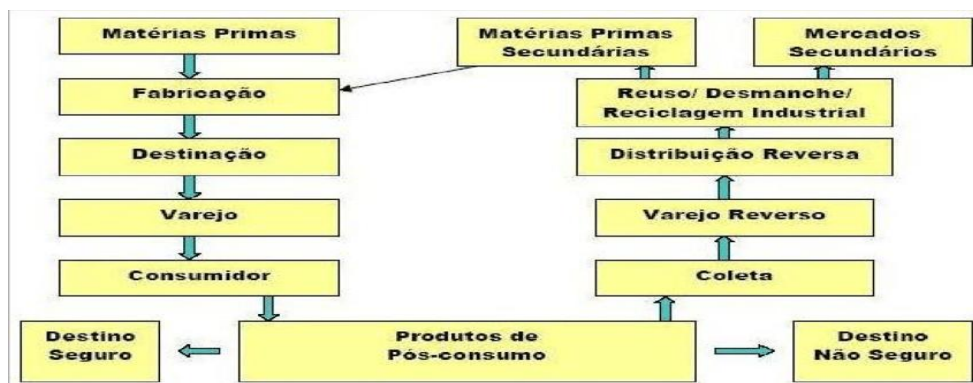 Matérias Primas
Fabricação
Destinação
Varejo
Consumidor
Produtos de
Pós-consumo
Destino
Seguro
Destino
Não Seguro
Coleta
Varejo Reverso
Distribuição Reversa
Reuso/ Desmanche/
Reciclagem Industrial
Matérias Primas
Secundárias
Mercados
Secundários